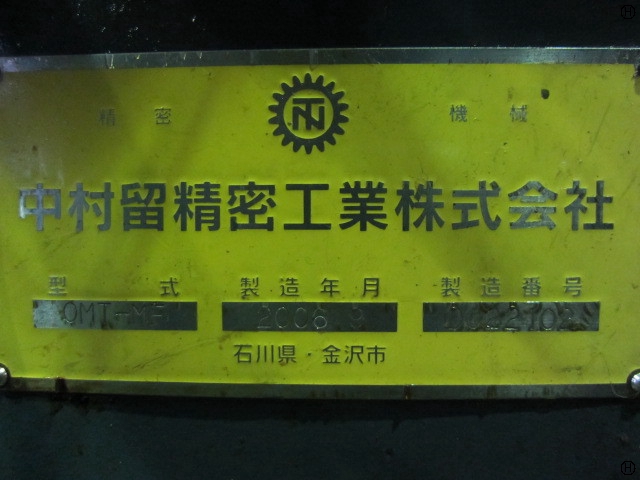 精密 機械
中村留精密工業株式会社
型式 製造年月 製造番号
2006.9
石川県・金沢市